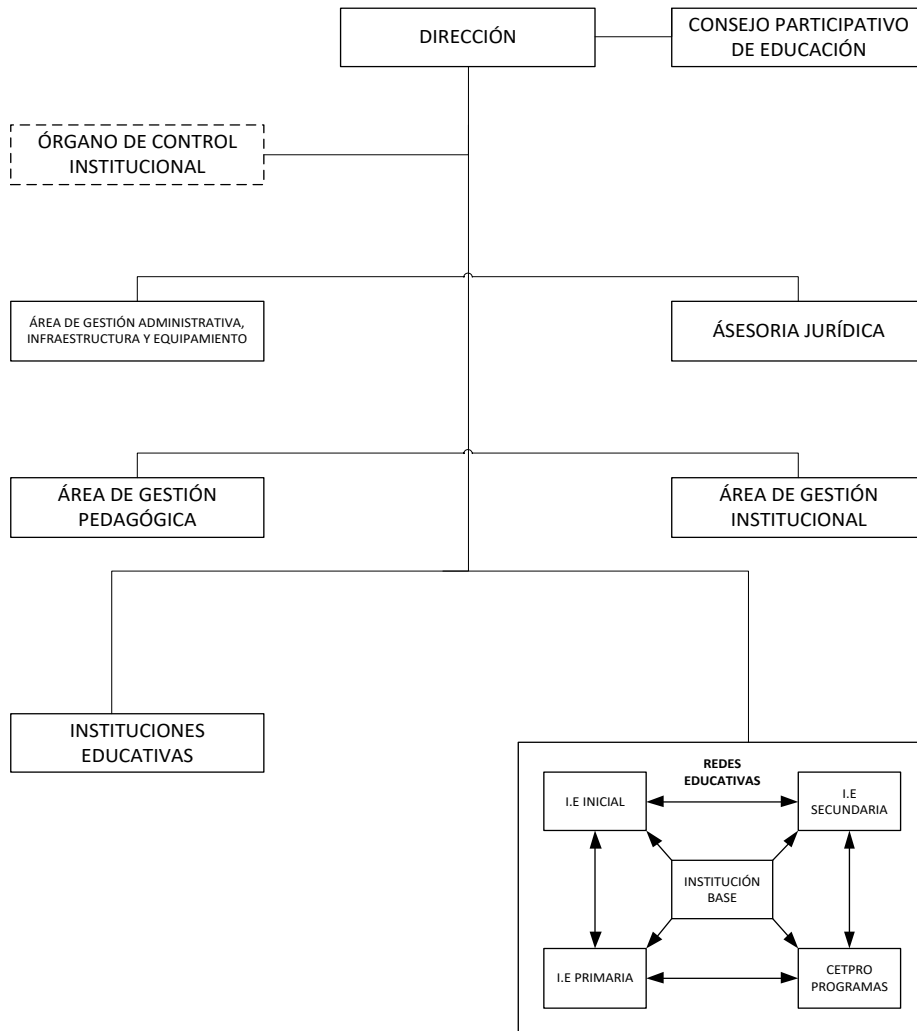 DIRECCIÓN
CONSEJO PARTICIPATIVO
DE EDUCACIÓN
ÓRGANO DE CONTROL
INSTITUCIONAL
ÁREA DE GESTIÓN ADMINISTRATIVA,
INFRAESTRUCTURA Y EQUIPAMIENTO
ÁSESORIA JURÍDICA
ÁREA DE GESTIÓN
PEDAGÓGICA
ÁREA DE GESTIÓN
INSTITUCIONAL
INSTITUCIONES
EDUCATIVAS
REDES
EDUCATIVAS
I.E INICIAL
I.E
SECUNDARIA
INSTITUCIÓN
BASE
I.E PRIMARIA
CETPRO
PROGRAMAS